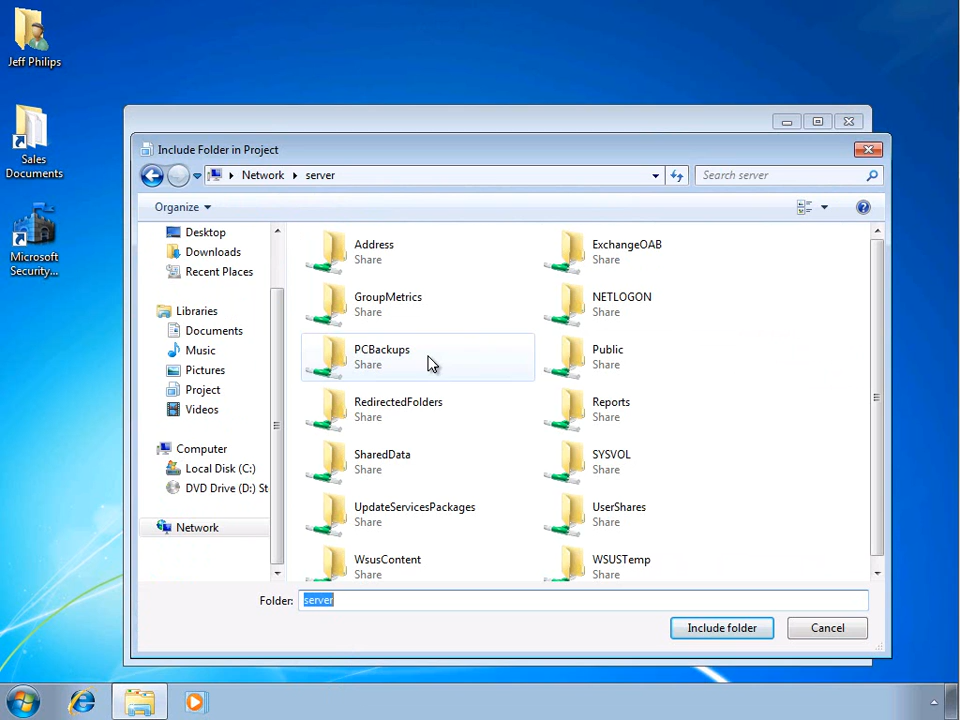 Jeff Philips
Sales
Documents
Microsoft
Security...
Include Folder in Project
Network server
Search server
Organize
Desktop
Downloads
Recent Places
Libraries
Documents
Music
Pictures
Project
Videos
Computer
Local Disk (C:)
DVD Drive (D:) St
Network
Address
Share
ExchangeOAB
Share
GroupMetrics
Share
NETLOGON
Share
PCBackups
Share
Public
Share
RedirectedFolders
Share
Reports
Share
SharedData
Share
SYSVOL
Share
UpdateServicesPackages
Share
UserShares
Share
WsusContent
Share
WSUSTemp
Share
Folder: server
Include folder Cancel